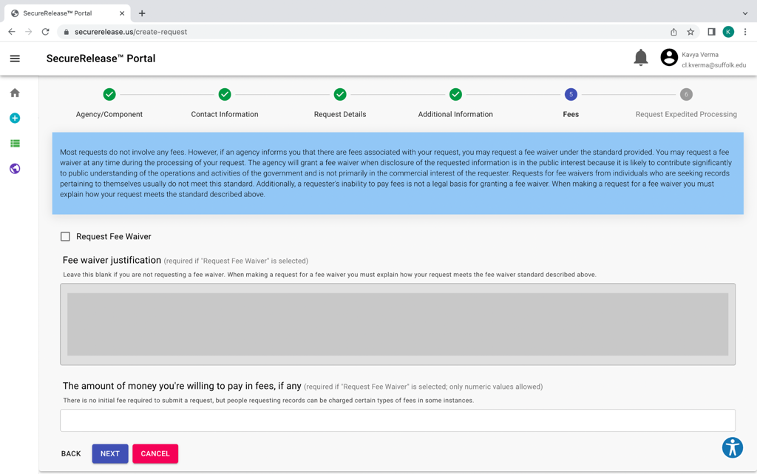 SecureRelease™ Portal
securerelease.us/create-request
K
SecureRelease™ Portal
Kavya Verma
cl.kverma@suffolk.edu
5
6
Agency/Component
Contact Information
Request Details
Additional Information
Fees
Request Expedited Processing
Most requests do not involve any fees. However, if an agency informs you that there are fees associated with your request, you may request a fee waiver under the standard provided. You may request a fee
waiver at any time during the processing of your request. The agency will grant a fee waiver when disclosure of the requested information is in the public interest because it is likely to contribute significantly
to public understanding of the operations and activities of the government and is not primarily in the commercial interest of the requester. Requests for fee waivers from individuals who are seeking records
pertaining to themselves usually do not meet this standard. Additionally, a requester's inability to pay fees is not a legal basis for granting a fee waiver. When making a request for a fee waiver you must
explain how your request meets the standard described above.
Request Fee Waiver
Fee waiver justification (required if "Request Fee Waiver" is selected)
Leave this blank if you are not requesting a fee waiver. When making a request for a fee waiver you must explain how your request meets the fee waiver standard described above.
The amount of money you're willing to pay in fees, if any (required if "Request Fee Waiver" is selected; only numeric values allowed)
There is no initial fee required to submit a request, but people requesting records can be charged certain types of fees in some instances.
BACK
NEXT
CANCEL